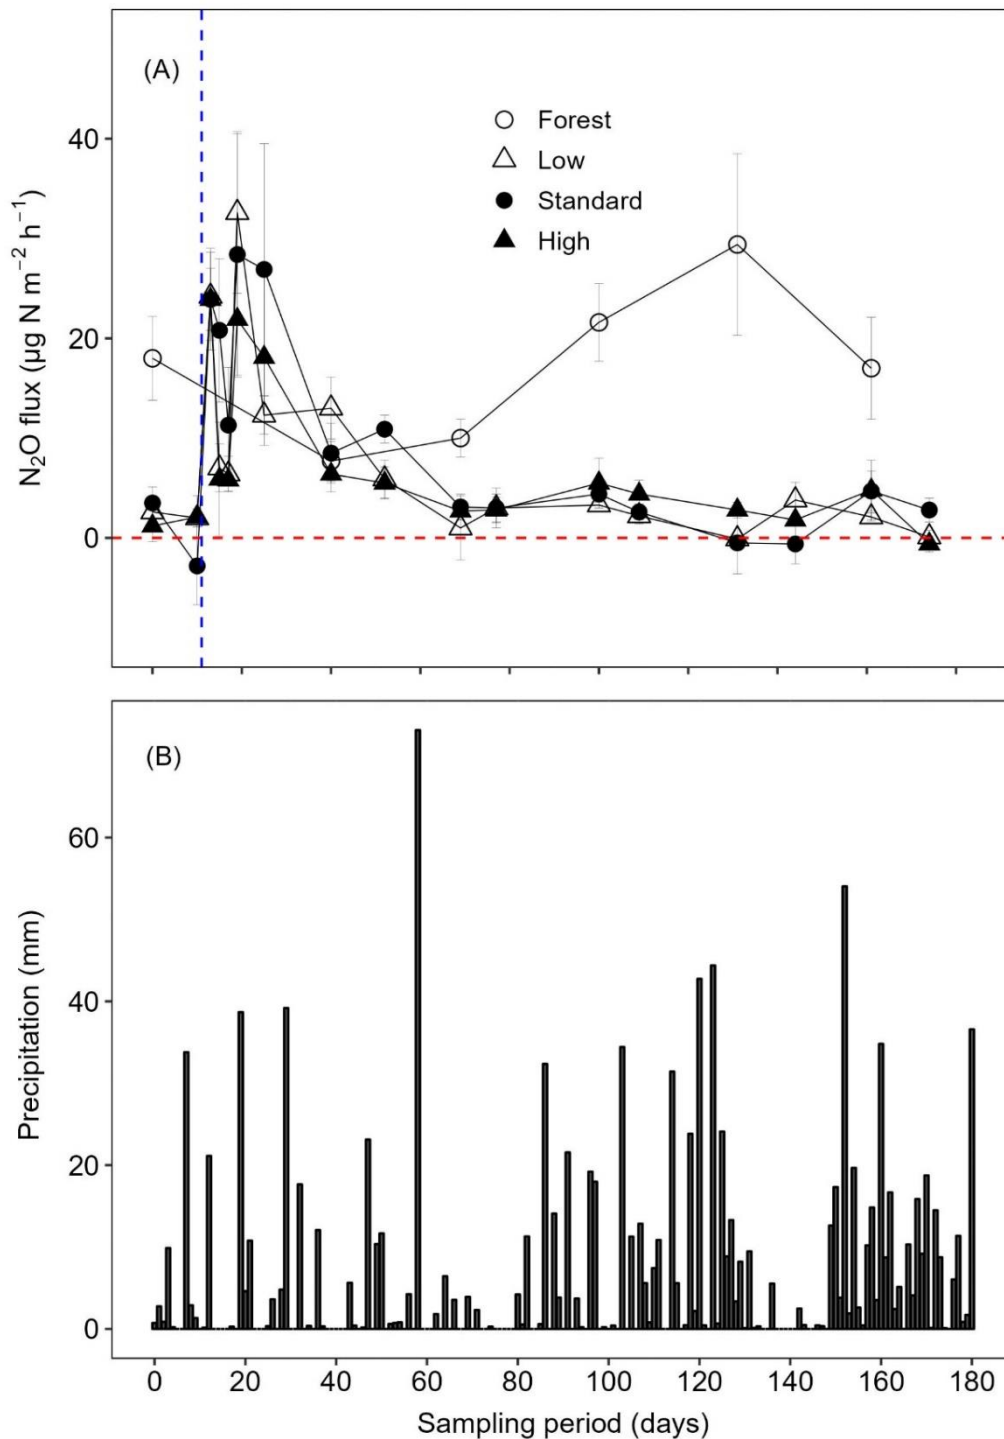 (A)
Forest
Low
Standard
High
40
20
0
N₂O flux (µg N m⁻² h⁻¹)
(B)
60
40
20
0
Precipitation (mm)
0 20 40 60 80 100 120 140 160 180
Sampling period (days)